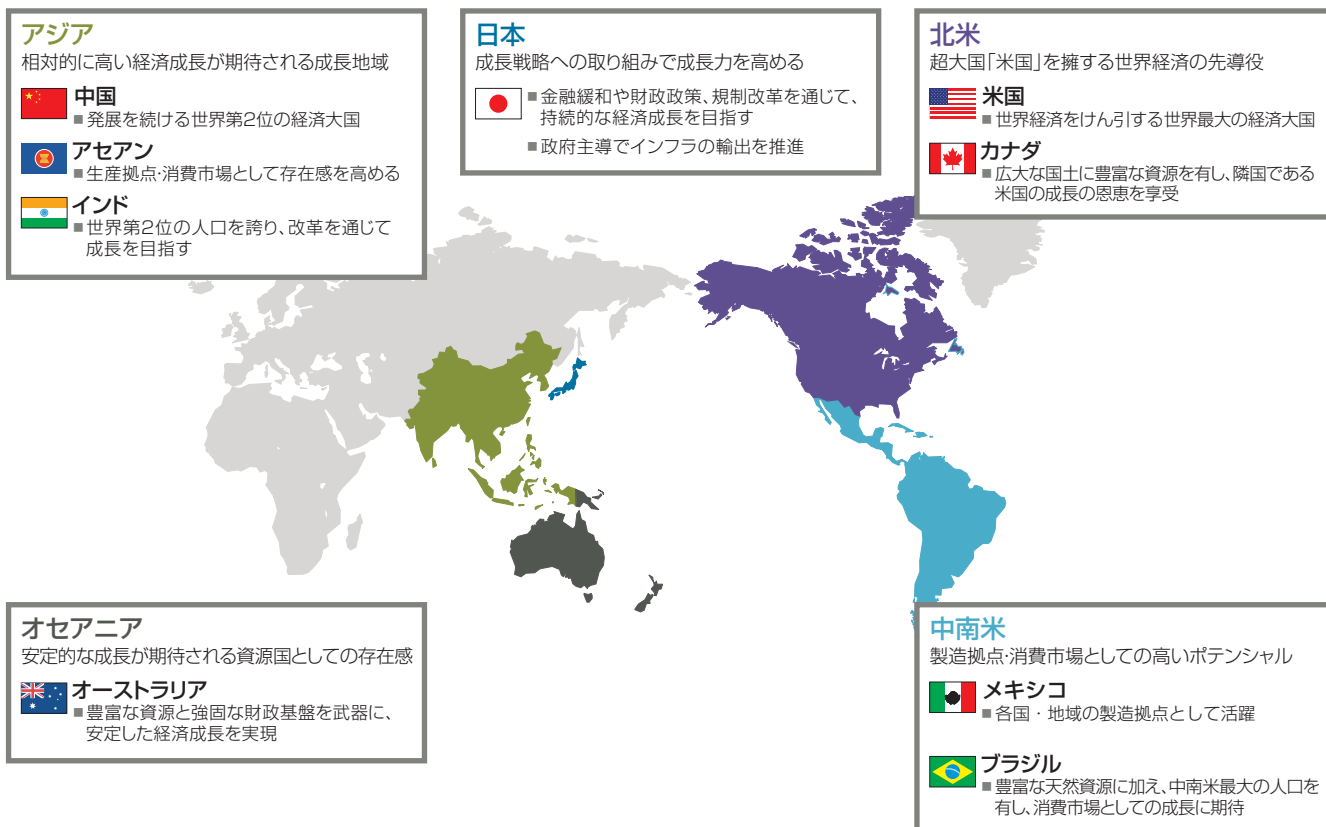 アジア
相対的に高い経済成長が期待される成長地域
中国
■発展を続ける世界第2位の経済大国
アセアン
■生産拠点・消費市場として存在感を高める
インド
■世界第2位の人口を誇り、改革を通じて
成長を目指す
日本
成長戦略への取り組みで成長力を高める
■金融緩和や財政政策、規制改革を通じて、
持続的な経済成長を目指す
■政府主導でインフラの輸出を推進
北米
超大国「米国」を擁する世界経済の先導役
米国
■世界経済をけん引する世界最大の経済大国
カナダ
■広大な国土に豊富な資源を有し、隣国である
米国の成長の恩恵を享受
オセアニア
安定的な成長が期待される資源国としての存在感
オーストラリア
■豊富な資源と強固な財政基盤を武器に、
安定した経済成長を実現
中南米
製造拠点・消費市場としての高いポテンシャル
メキシコ
■各国・地域の製造拠点として活躍
ブラジル
■豊富な天然資源に加え、中南米最大の人口を
有し、消費市場としての成長に期待